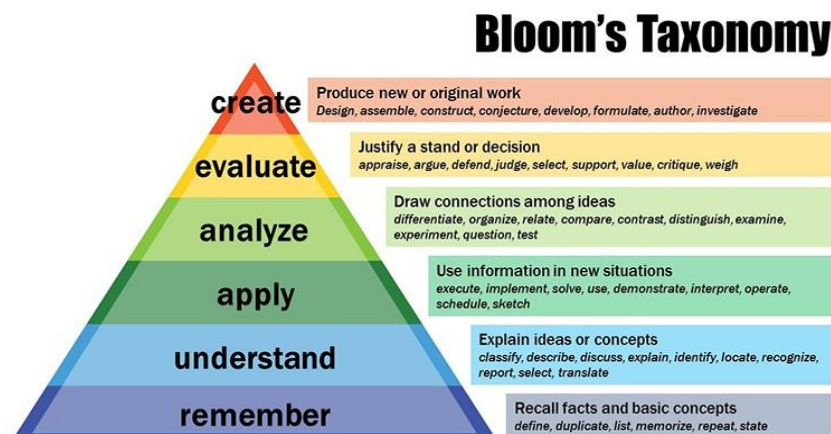 Bloom's Taxonomy
create
Produce new or original work
Design, assemble, construct, conjecture, develop, formulate, author, investigate
evaluate
Justify a stand or decision
appraise, argue, defend, judge, select, support, value, critique, weigh
analyze
Draw connections among ideas
differentiate, organize, relate, compare, contrast, distinguish, examine,
experiment, question, test
apply
Use information in new situations
execute, implement, solve, use, demonstrate, interpret, operate,
schedule, sketch
understand
Explain ideas or concepts
classify, describe, discuss, explain, identify, locate, recognize,
report, select, translate
remember
Recall facts and basic concepts
define, duplicate, list, memorize, repeat, state